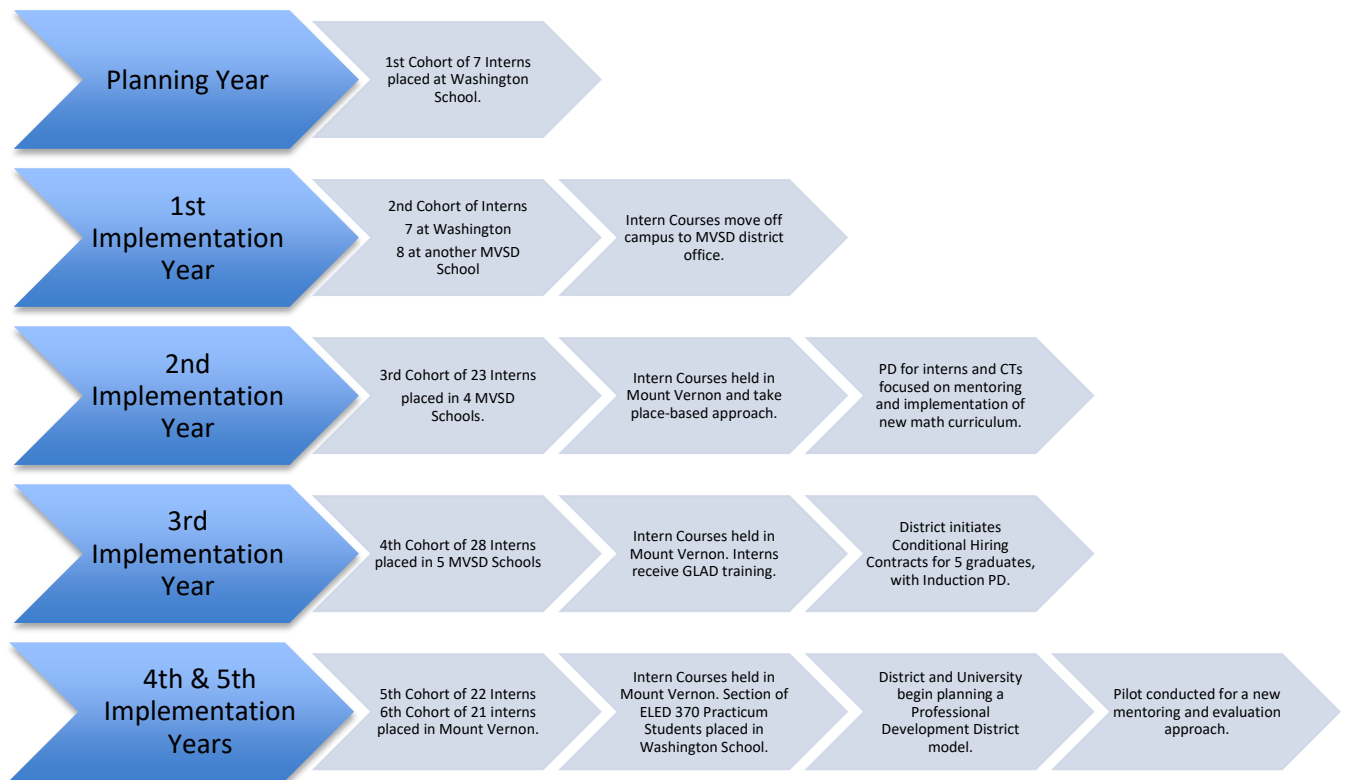 Planning Year
1st Cohort of 7 Interns
placed at Washington
School.
1st
Implementation
Year
2nd Cohort of Interns
7 at Washington
8 at another MVSD
School
Intern Courses move off
campus to MVSD district
office.
2nd
Implementation
Year
3rd Cohort of 23 Interns
placed in 4 MVSD
Schools.
Intern Courses held in
Mount Vernon and take
place-based approach.
PD for interns and CTs
focused on mentoring
and implementation of
new math curriculum.
3rd
Implementation
Year
4th Cohort of 28 Interns
placed in 5 MVSD Schools
Intern Courses held in
Mount Vernon. Interns
receive GLAD training.
District initiates
Conditional Hiring
Contracts for 5 graduates,
with Induction PD.
4th & 5th
Implementation
Years
5th Cohort of 22 Interns
6th Cohort of 21 interns
placed in Mount Vernon.
Intern Courses held in
Mount Vernon. Section of
ELED 370 Practicum
Students placed in
Washington School.
District and University
begin planning a
Professional
Development District
model.
Pilot conducted for a new
mentoring and evaluation
approach.